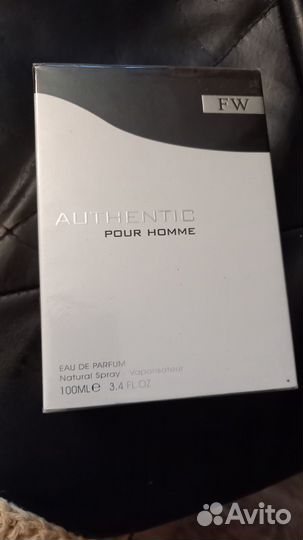 FW
AUTHENTIC
POUR HOMME
EAU DE PARFUM
Natural Spray Vaporisateur
100ML℮ 3.4 FL.OZ
Avito